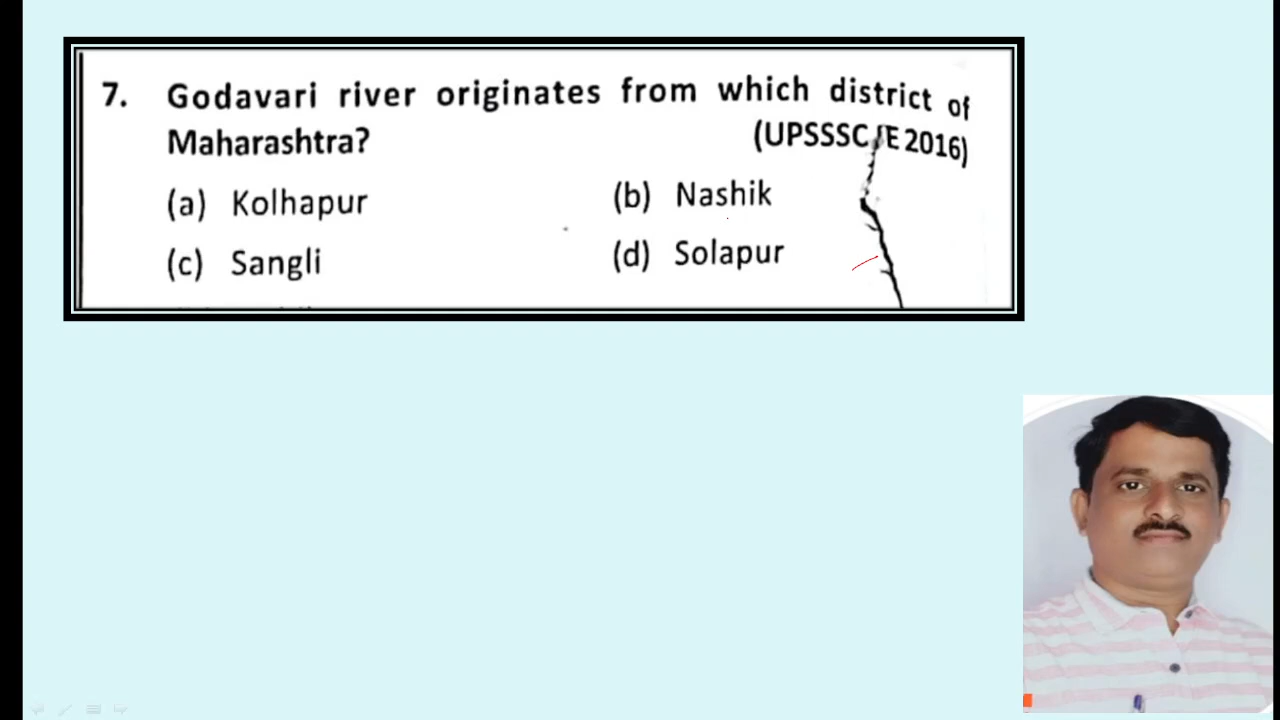 7. Godavari river originates from which district of
Maharashtra? (UPSSSC JE 2016)
(a) Kolhapur (b) Nashik
(c) Sangli (d) Solapur